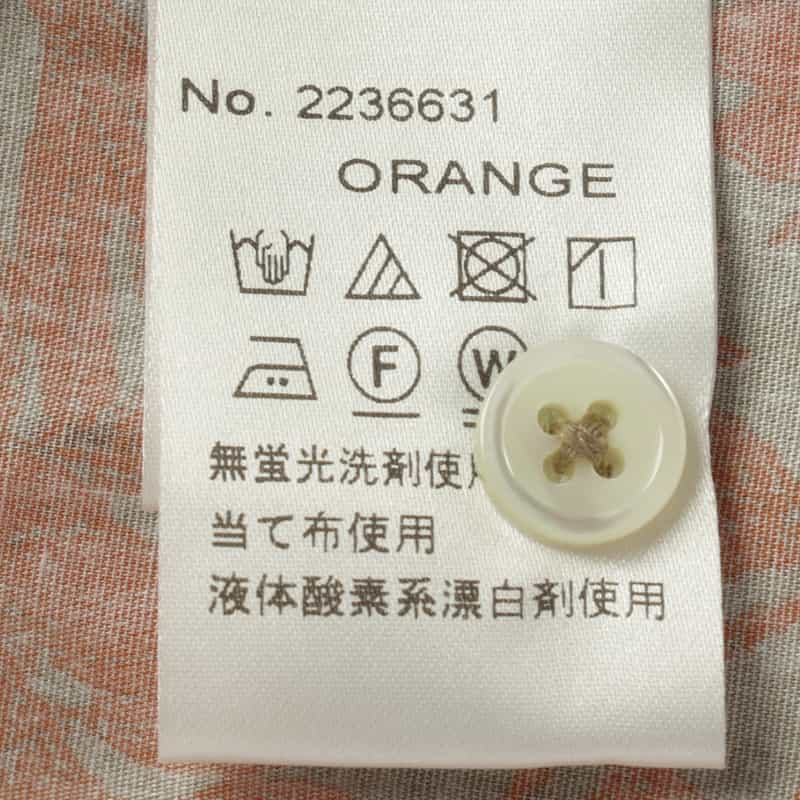 No. 2236631
ORANGE
F W
無蛍光洗剤使
当て布使用
液体酸素系漂白剤使用